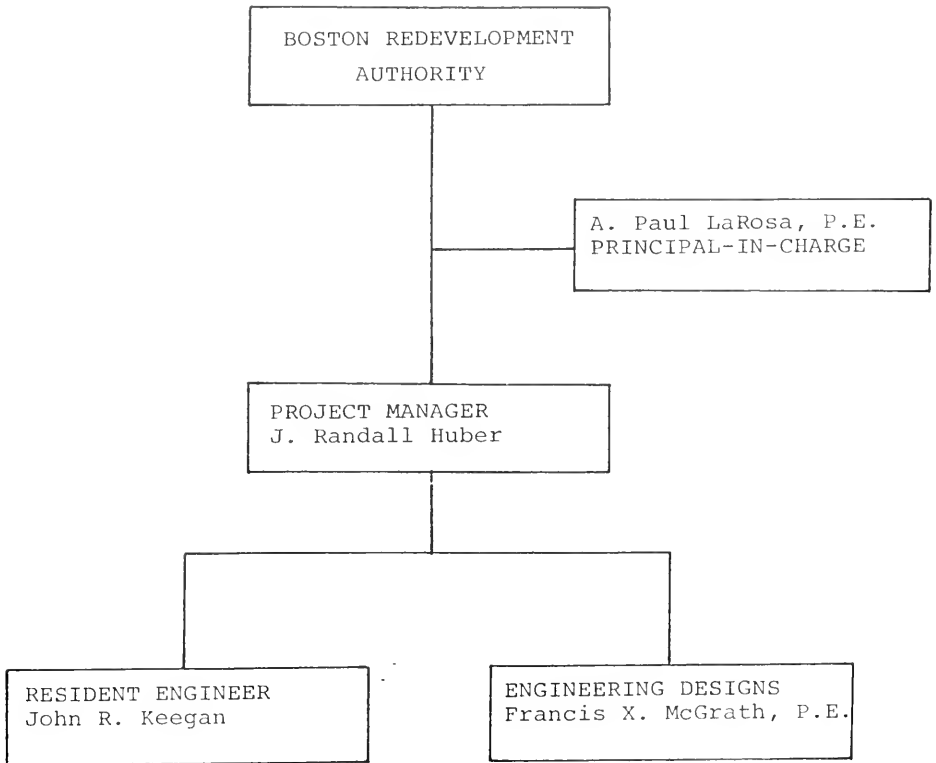 BOSTON REDEVELOPMENT
AUTHORITY
A. Paul LaRosa, P.E.
PRINCIPAL-IN-CHARGE
PROJECT MANAGER
J. Randall Huber
RESIDENT ENGINEER
John R. Keegan
ENGINEERING DESIGNS
Francis X. McGrath, P.E.